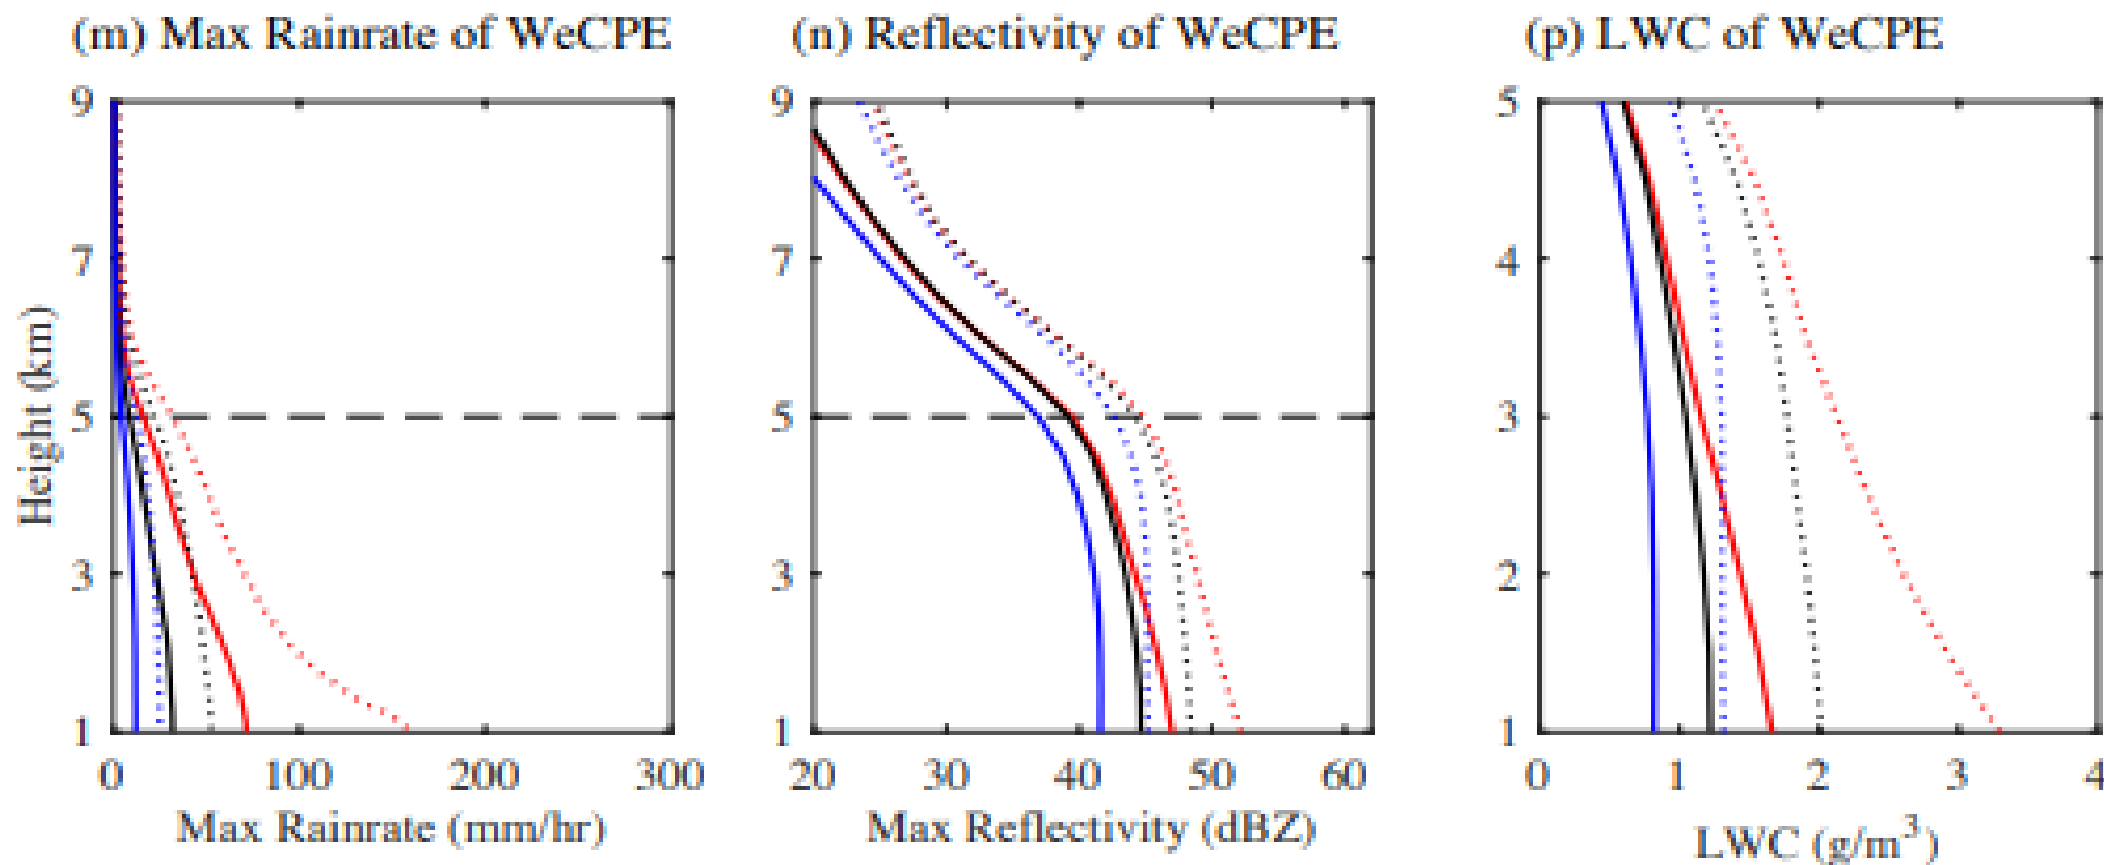 (m) Max Rainrate of WeCPE
(n) Reflectivity of WeCPE
(p) LWC of WeCPE
Height (km)
9
7
5
3
1
0 100 200 300
Max Rainrate (mm/hr)
9
7
5
3
1
20 30 40 50 60
Max Reflectivity (dBZ)
5
4
3
2
1
0 1 2 3 4
LWC (g/m³)